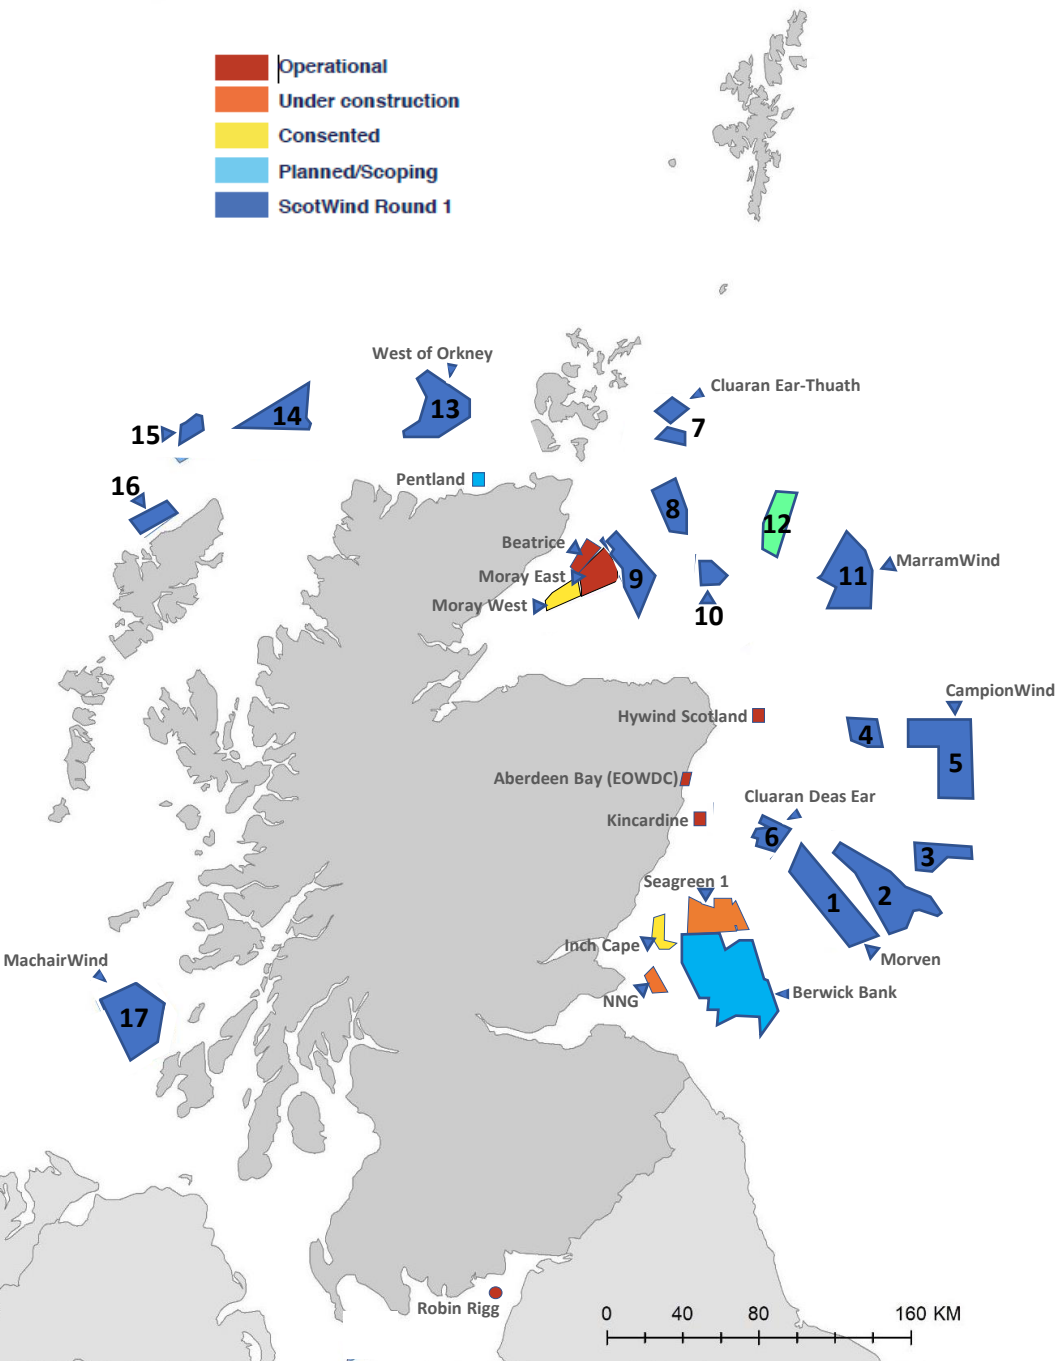 Operational
Under construction
Consented
Planned/Scoping
ScotWind Round 1
West of Orkney
Cluaran Ear-Thuath
14
13
15
7
Pentland
16
8
12
Beatrice
MarramWind
Moray East
9
11
Moray West
10
CampionWind
Hywind Scotland
4
5
Aberdeen Bay (EOWDC)
Cluaran Deas Ear
Kincardine
6
3
Seagreen 1
2
1
Inch Cape
MachairWind
Morven
Berwick Bank
NNG
17
Robin Rigg
0 40 80 160 KM